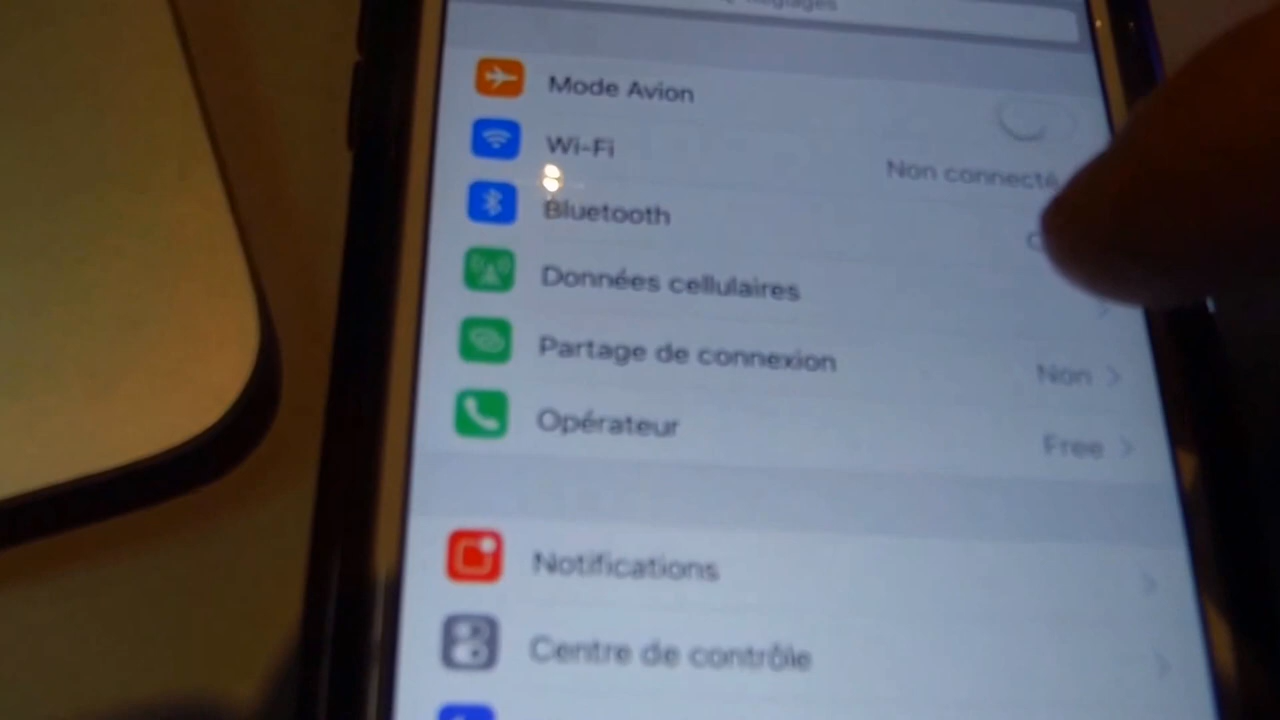 Réglages
Mode Avion
Wi-Fi
Non connecté
Bluetooth
Données cellulaires
Partage de connexion
Non
Opérateur
Free
Notifications
Centre de contrôle